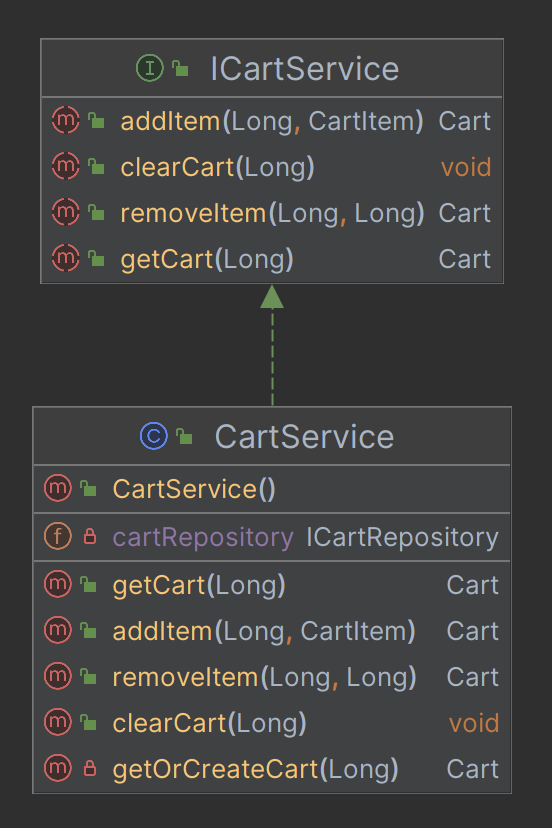 I ICartService
m addItem(Long, CartItem) Cart
m clearCart(Long) void
m removeItem(Long, Long) Cart
m getCart(Long) Cart
C CartService
m CartService()
f cartRepository ICartRepository
m getCart(Long) Cart
m addItem(Long, CartItem) Cart
m removeItem(Long, Long) Cart
m clearCart(Long) void
m getOrCreateCart(Long) Cart